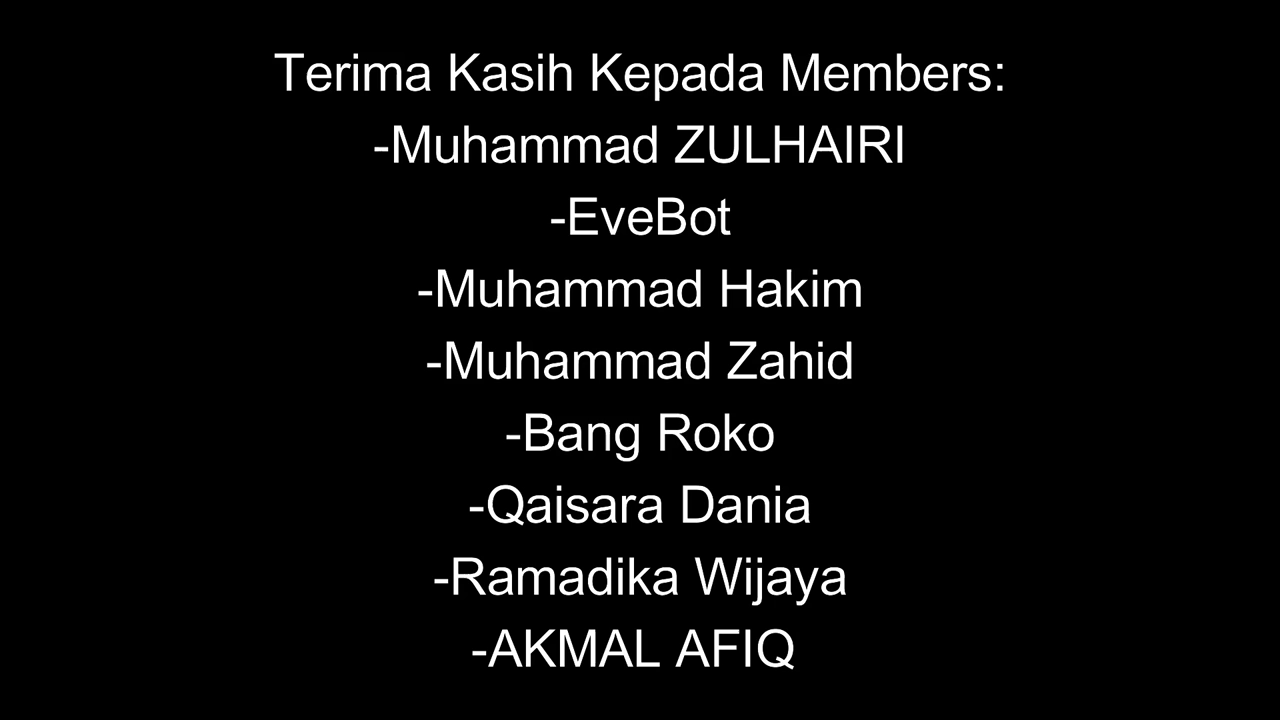 Terima Kasih Kepada Members:
-Muhammad ZULHAIRI
-EveBot
-Muhammad Hakim
-Muhammad Zahid
-Bang Roko
-Qaisara Dania
-Ramadika Wijaya
-AKMAL AFIQ